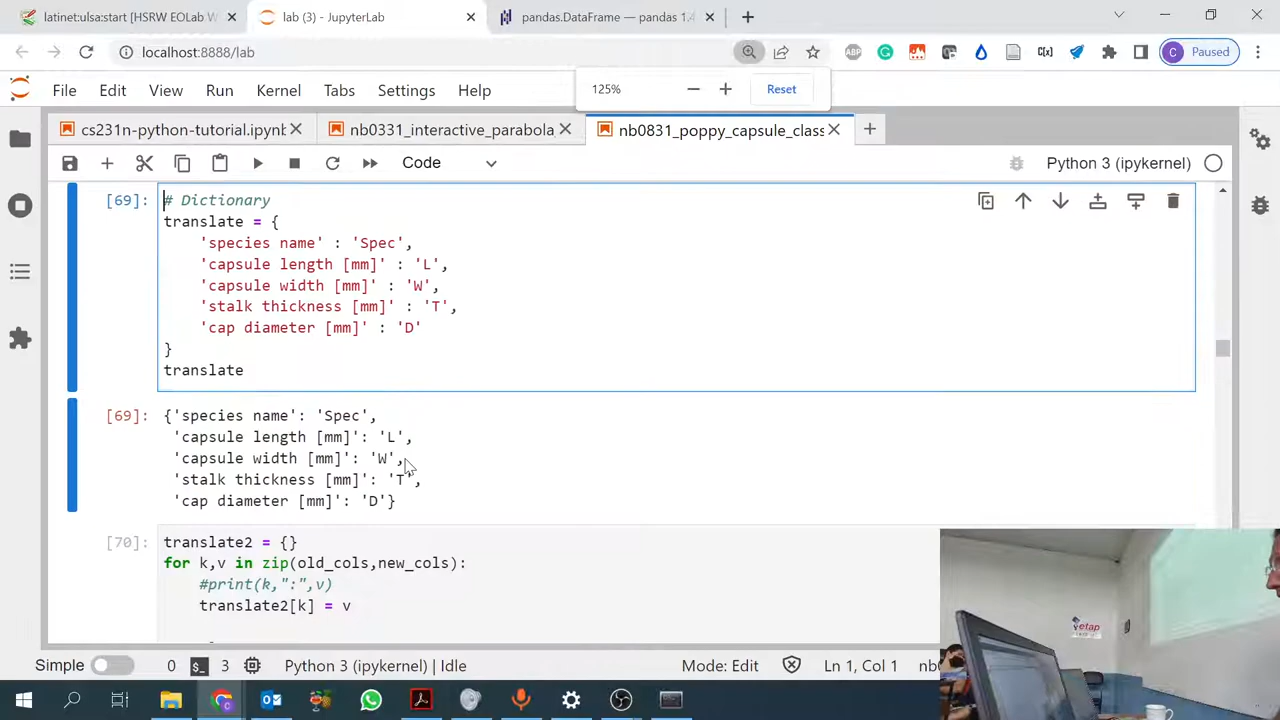 latinet:ulsa:start [HSRW EOLab W
lab (3) - JupyterLab
pandas.DataFrame — pandas 1.4
localhost:8888/lab
ABP
C[x]
C Paused
File Edit View Run Kernel Tabs Settings Help
125%
Reset
cs231n-python-tutorial.ipynb
nb0331_interactive_parabola
nb0831_poppy_capsule_class
Code
Python 3 (ipykernel)
[69]: # Dictionary
translate = {
'species name' : 'Spec',
'capsule length [mm]' : 'L',
'capsule width [mm]' : 'W',
'stalk thickness [mm]' : 'T',
'cap diameter [mm]' : 'D'
}
translate
[69]: {'species name': 'Spec',
'capsule length [mm]': 'L',
'capsule width [mm]': 'W',
'stalk thickness [mm]': 'T',
'cap diameter [mm]': 'D'}
[70]: translate2 = {}
for k,v in zip(old_cols,new_cols):
#print(k,":",v)
translate2[k] = v
etap
Simple 0 3 Python 3 (ipykernel) | Idle Mode: Edit Ln 1, Col 1 nb0